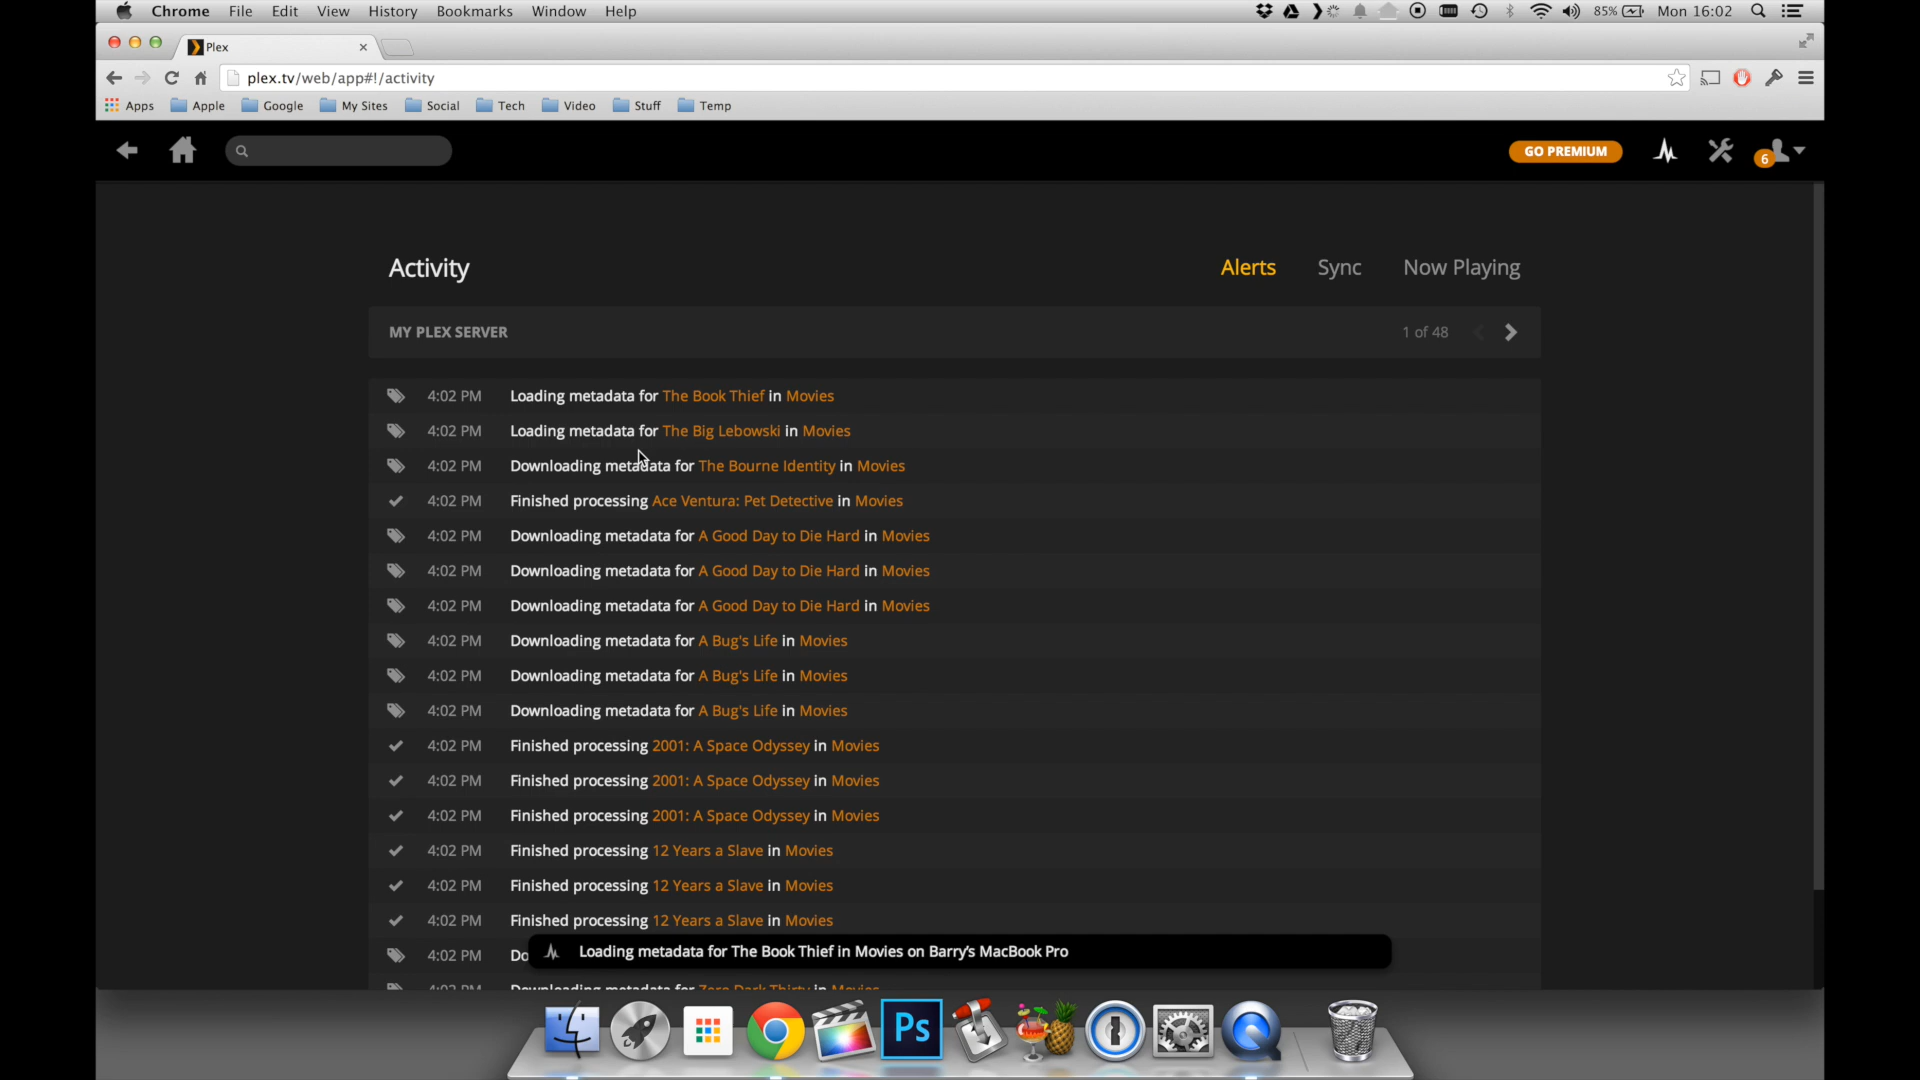 Chrome File Edit View History Bookmarks Window Help 85% Mon 16:02
Plex
plex.tv/web/app#!/activity
Apps Apple Google My Sites Social Tech Video Stuff Temp
GO PREMIUM 6
Activity Alerts Sync Now Playing
MY PLEX SERVER 1 of 48
4:02 PM Loading metadata for The Book Thief in Movies
4:02 PM Loading metadata for The Big Lebowski in Movies
4:02 PM Downloading metadata for The Bourne Identity in Movies
4:02 PM Finished processing Ace Ventura: Pet Detective in Movies
4:02 PM Downloading metadata for A Good Day to Die Hard in Movies
4:02 PM Downloading metadata for A Good Day to Die Hard in Movies
4:02 PM Downloading metadata for A Good Day to Die Hard in Movies
4:02 PM Downloading metadata for A Bug's Life in Movies
4:02 PM Downloading metadata for A Bug's Life in Movies
4:02 PM Downloading metadata for A Bug's Life in Movies
4:02 PM Finished processing 2001: A Space Odyssey in Movies
4:02 PM Finished processing 2001: A Space Odyssey in Movies
4:02 PM Finished processing 2001: A Space Odyssey in Movies
4:02 PM Finished processing 12 Years a Slave in Movies
4:02 PM Finished processing 12 Years a Slave in Movies
4:02 PM Finished processing 12 Years a Slave in Movies
4:02 PM Do
Loading metadata for The Book Thief in Movies on Barry's MacBook Pro
4:02 PM Downloading metadata for Zero Dark Thirty in Movies
Ps